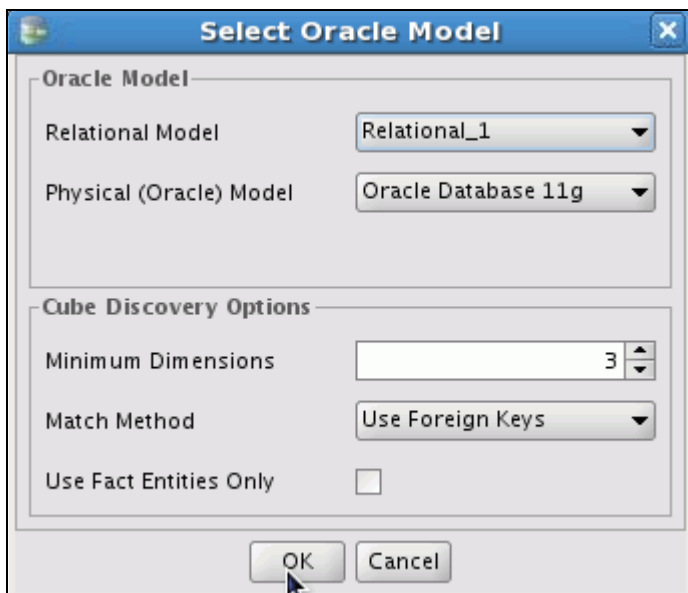 Select Oracle Model
Oracle Model
Relational Model Relational_1
Physical (Oracle) Model Oracle Database 11g
Cube Discovery Options
Minimum Dimensions 3
Match Method Use Foreign Keys
Use Fact Entities Only
OK Cancel